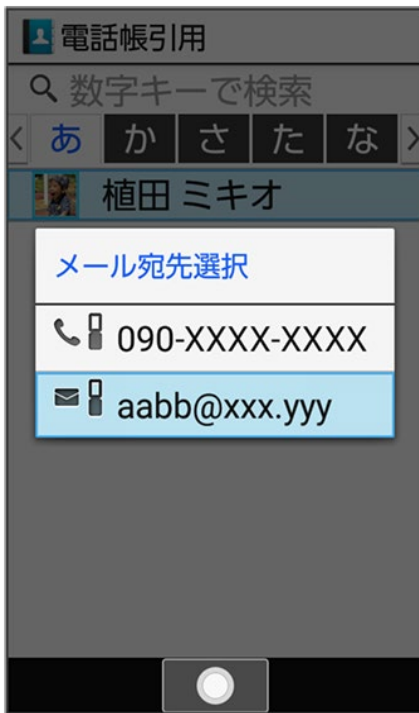 電話帳引用
数字キーで検索
あ か さ た な
植田 ミキオ
メール宛先選択
090-XXXX-XXXX
aabb@xxx.yyy